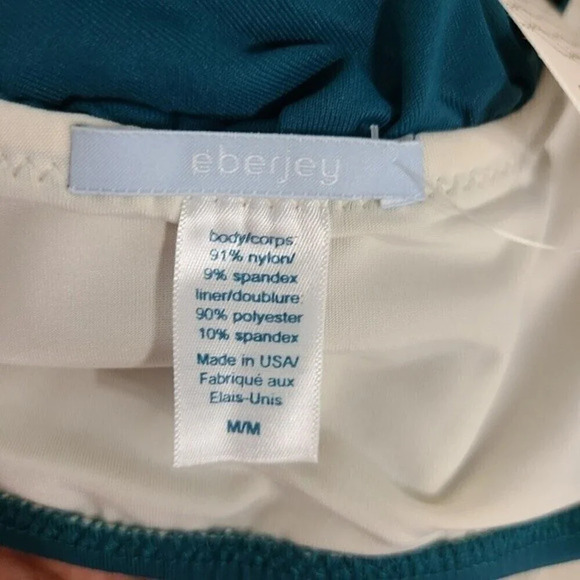 eberjey
body/corps:
91% nylon/
9% spandex
liner/doublure:
90% polyester
10% spandex
Made in USA/
Fabriqué aux
Elais-Unis
M/M